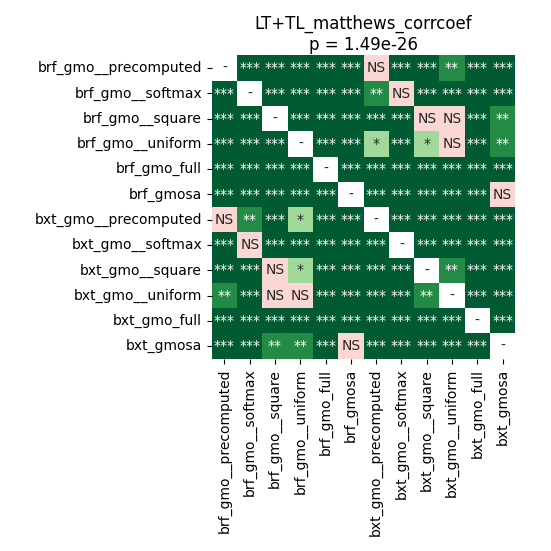 LT+TL_matthews_corrcoef
p = 1.49e-26
brf_gmo__precomputed - *** *** *** *** *** NS *** *** ** *** ***
brf_gmo__softmax *** - *** *** *** *** ** NS *** *** *** ***
brf_gmo__square *** *** - *** *** *** *** *** NS NS *** **
brf_gmo__uniform *** *** *** - *** *** * *** * NS *** **
brf_gmo_full *** *** *** *** - *** *** *** *** *** *** ***
brf_gmosa *** *** *** *** *** - *** *** *** *** *** NS
bxt_gmo__precomputed NS ** *** * *** *** - *** *** *** *** ***
bxt_gmo__softmax *** NS *** *** *** *** *** - *** *** *** ***
bxt_gmo__square *** *** NS * *** *** *** *** - ** *** ***
bxt_gmo__uniform ** *** NS NS *** *** *** *** ** - *** ***
bxt_gmo_full *** *** *** *** *** *** *** *** *** *** - ***
bxt_gmosa *** *** ** ** *** NS *** *** *** *** *** -
brf_gmo__precomputed
brf_gmo__softmax
brf_gmo__square
brf_gmo__uniform
brf_gmo_full
brf_gmosa
bxt_gmo__precomputed
bxt_gmo__softmax
bxt_gmo__square
bxt_gmo__uniform
bxt_gmo_full
bxt_gmosa